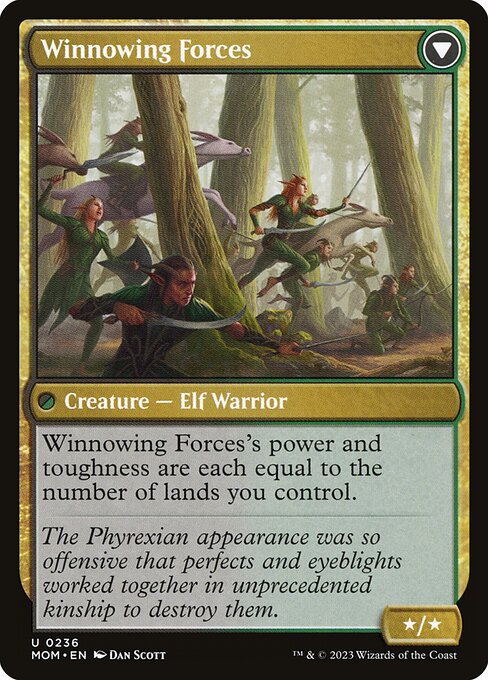 Winnowing Forces
Creature — Elf Warrior
Winnowing Forces's power and
toughness are each equal to the
number of lands you control.
The Phyrexian appearance was so
offensive that perfects and eyeblights
worked together in unprecedented
kinship to destroy them.
★/★
U 0236
MOM • EN Dan Scott
™ & © 2023 Wizards of the Coast